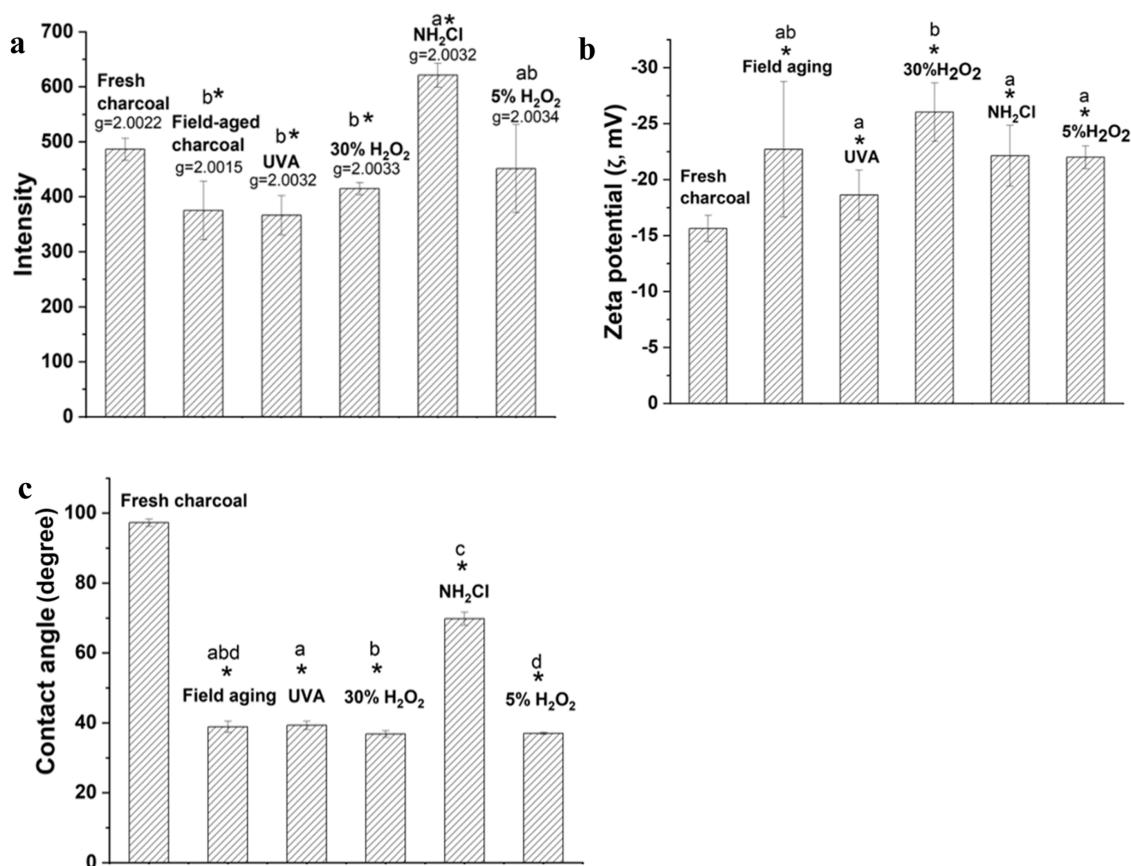 a
Intensity
700
600
500
400
300
200
100
0
Fresh
charcoal
g=2.0022
b*
Field-aged
charcoal
g=2.0015
b*
UVA
g=2.0032
b*
30% H₂O₂
g=2.0033
a*
NH₂Cl
g=2.0032
ab
5% H₂O₂
g=2.0034
b
Zeta potential (ζ, mV)
-30
-25
-20
-15
-10
-5
0
Fresh
charcoal
ab
*
Field aging
a
*
UVA
b
*
30%H₂O₂
a
*
NH₂Cl
a
*
5%H₂O₂
c
Contact angle (degree)
100
80
60
40
20
0
Fresh charcoal
abd
*
Field aging
a
*
UVA
b
*
30% H₂O₂
c
*
NH₂Cl
d
*
5% H₂O₂